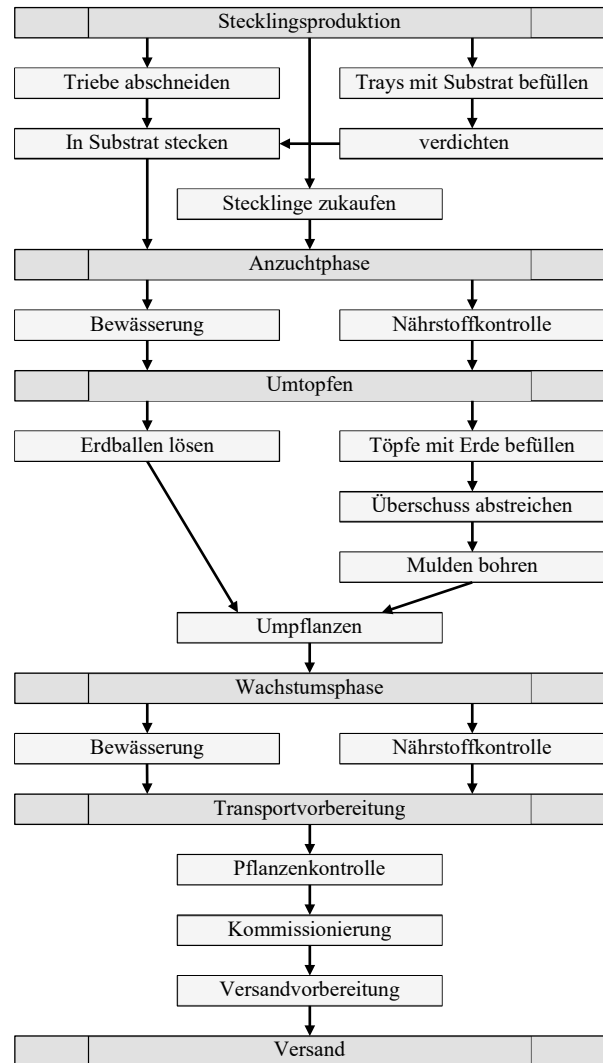 Stecklingsproduktion
Triebe abschneiden
Trays mit Substrat befüllen
In Substrat stecken
verdichten
Stecklinge zukaufen
Anzuchtphase
Bewässerung
Nährstoffkontrolle
Umtopfen
Erdballen lösen
Töpfe mit Erde befüllen
Überschuss abstreichen
Mulden bohren
Umpflanzen
Wachstumsphase
Bewässerung
Nährstoffkontrolle
Transportvorbereitung
Pflanzenkontrolle
Kommissionierung
Versandvorbereitung
Versand